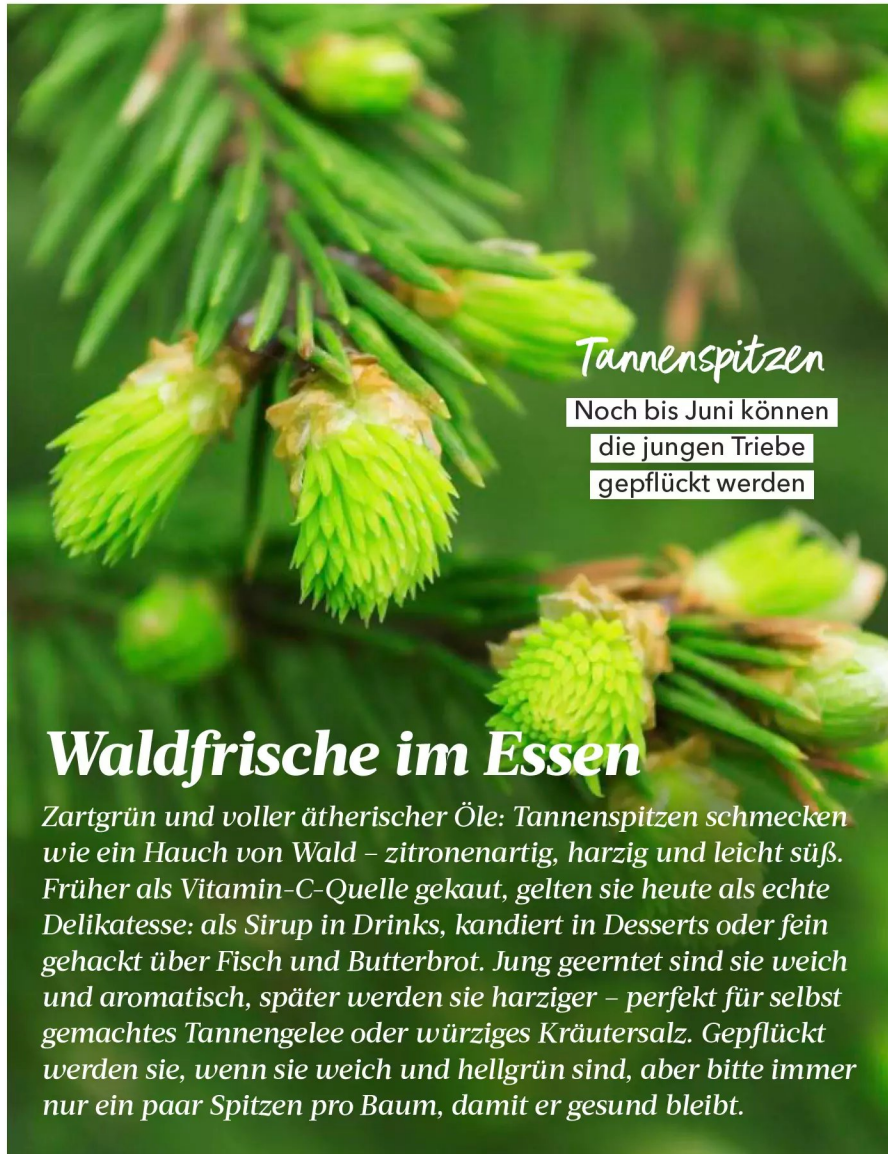 Tannenspitzen
Noch bis Juni können
die jungen Triebe
gepflückt werden
Waldfrische im Essen
Zartgrün und voller ätherischer Öle: Tannenspitzen schmecken
wie ein Hauch von Wald – zitronenartig, harzig und leicht süß.
Früher als Vitamin-C-Quelle gekaut, gelten sie heute als echte
Delikatesse: als Sirup in Drinks, kandiert in Desserts oder fein
gehackt über Fisch und Butterbrot. Jung geerntet sind sie weich
und aromatisch, später werden sie harziger – perfekt für selbst
gemachtes Tannengelee oder würziges Kräutersalz. Gepflückt
werden sie, wenn sie weich und hellgrün sind, aber bitte immer
nur ein paar Spitzen pro Baum, damit er gesund bleibt.